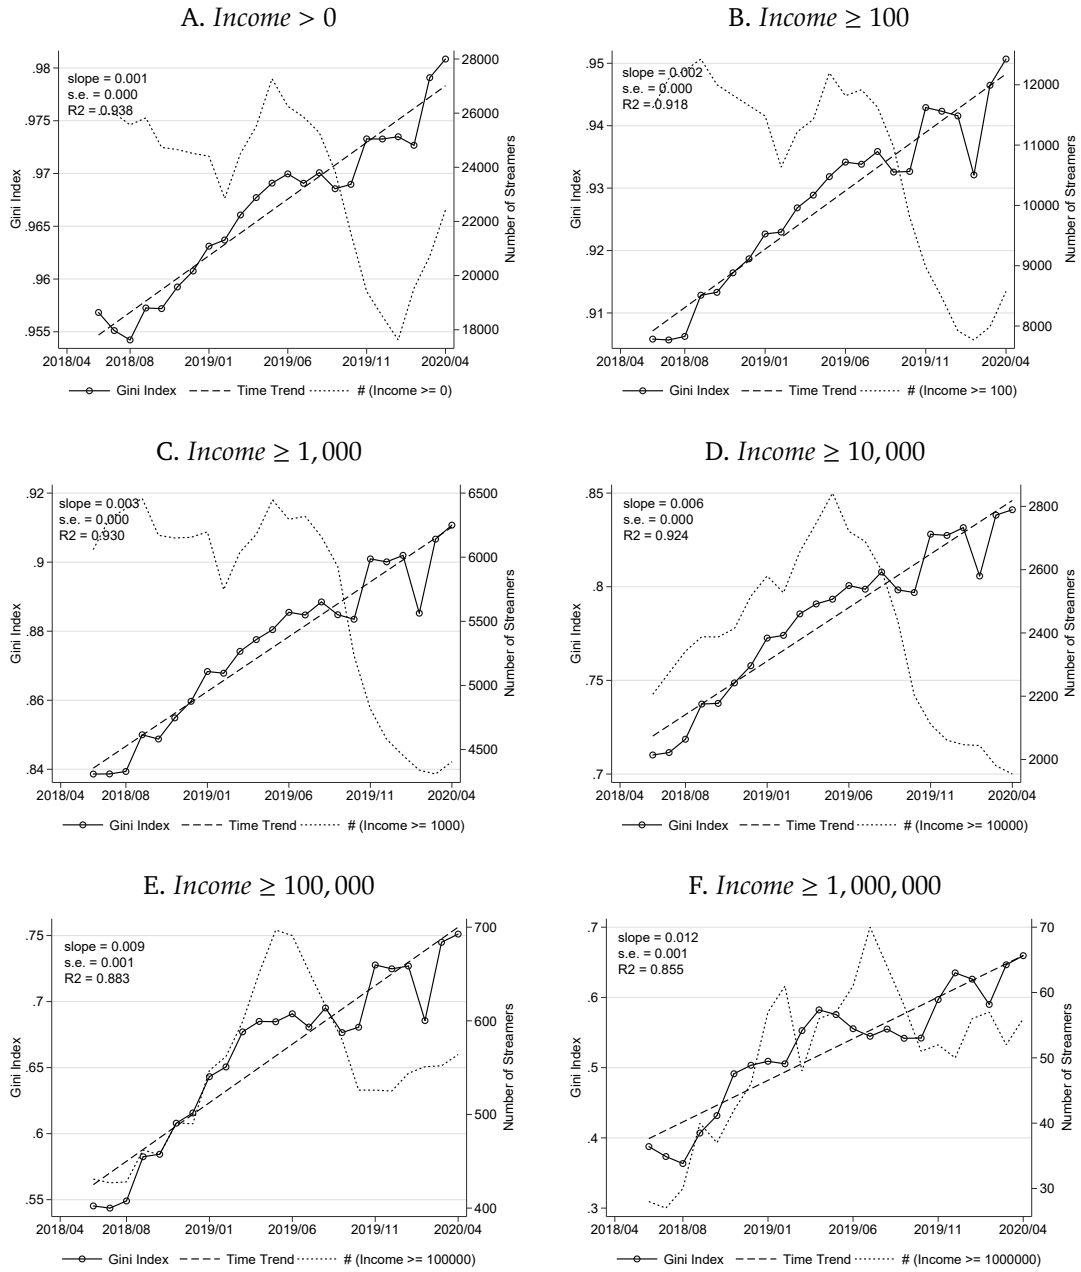 A. Income > 0
slope = 0.001
s.e. = 0.000
R2 = 0.938
.98
.975
.97
.965
.96
.955
Gini Index
28000
26000
24000
22000
20000
18000
Number of Streamers
2018/04 2018/08 2019/01 2019/06 2019/11 2020/04
Gini Index Time Trend # (Income >= 0)
B. Income ≥ 100
slope = 0.002
s.e. = 0.000
R2 = 0.918
.95
.94
.93
.92
.91
Gini Index
12000
11000
10000
9000
8000
Number of Streamers
2018/04 2018/08 2019/01 2019/06 2019/11 2020/04
Gini Index Time Trend # (Income >= 100)
C. Income ≥ 1,000
slope = 0.003
s.e. = 0.000
R2 = 0.930
.92
.9
.88
.86
.84
Gini Index
6500
6000
5500
5000
4500
Number of Streamers
2018/04 2018/08 2019/01 2019/06 2019/11 2020/04
Gini Index Time Trend # (Income >= 1000)
D. Income ≥ 10,000
slope = 0.006
s.e. = 0.000
R2 = 0.924
.85
.8
.75
.7
Gini Index
2800
2600
2400
2200
2000
Number of Streamers
2018/04 2018/08 2019/01 2019/06 2019/11 2020/04
Gini Index Time Trend # (Income >= 10000)
E. Income ≥ 100,000
slope = 0.009
s.e. = 0.001
R2 = 0.883
.75
.7
.65
.6
.55
Gini Index
700
600
500
400
Number of Streamers
2018/04 2018/08 2019/01 2019/06 2019/11 2020/04
Gini Index Time Trend # (Income >= 100000)
F. Income ≥ 1,000,000
slope = 0.012
s.e. = 0.001
R2 = 0.855
.7
.6
.5
.4
.3
Gini Index
70
60
50
40
30
Number of Streamers
2018/04 2018/08 2019/01 2019/06 2019/11 2020/04
Gini Index Time Trend # (Income >= 1000000)